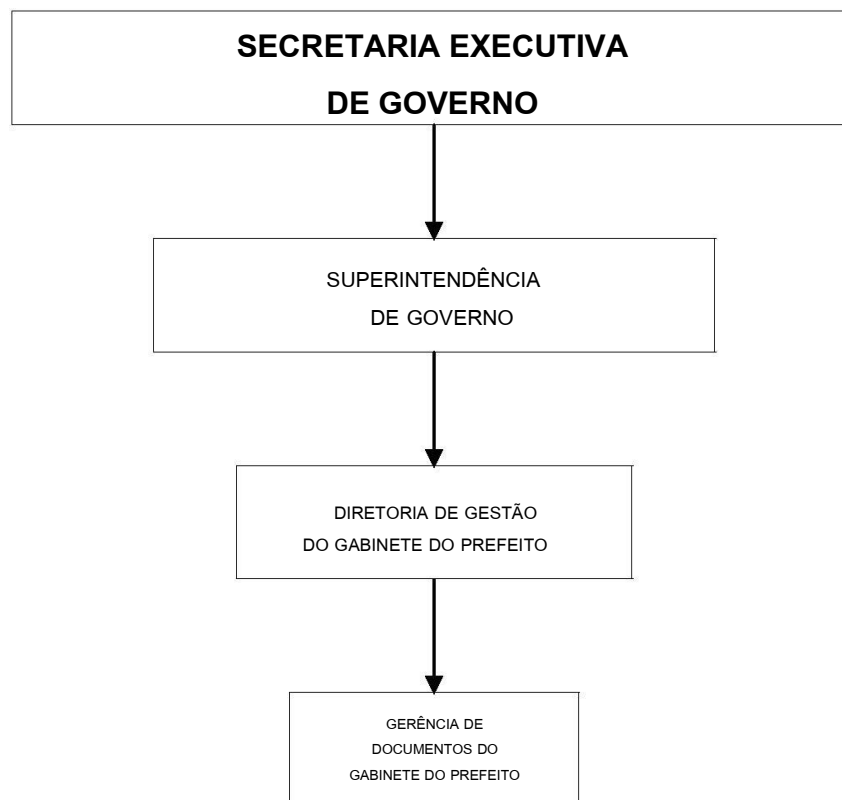 SECRETARIA EXECUTIVA
DE GOVERNO
SUPERINTENDÊNCIA
DE GOVERNO
DIRETORIA DE GESTÃO
DO GABINETE DO PREFEITO
GERÊNCIA DE
DOCUMENTOS DO
GABINETE DO PREFEITO